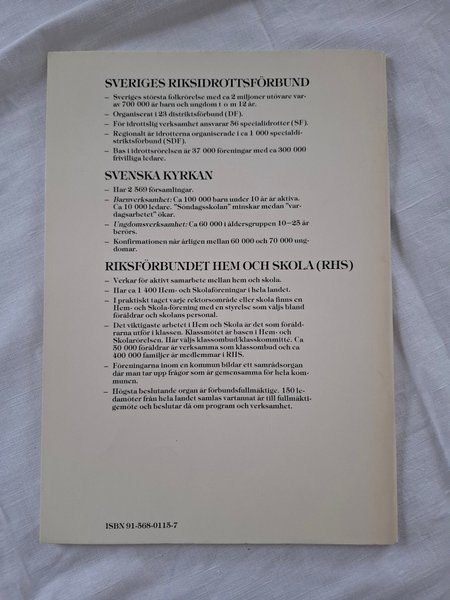 SVERIGES RIKSIDROTTSFÖRBUND
– Sveriges största folkrörelse med ca 2 miljoner utövare var-
av 700 000 är barn och ungdom t o m 12 år.
– Organiserat i 23 distriktsförbund (DF).
– För idrottslig verksamhet ansvarar 56 specialidrotter (SF).
– Regionalt är idrotterna organiserade i ca 1 000 specialdi-
striktsförbund (SDF).
– Bas i idrottsrörelsen är 37 000 föreningar med ca 300 000
frivilliga ledare.
SVENSKA KYRKAN
– Har 2 569 församlingar.
– Barnverksamhet: Ca 100 000 barn under 10 år är aktiva.
Ca 10 000 ledare. "Söndagsskolan" minskar medan "var-
dagsarbetet" ökar.
– Ungdomsverksamhet: Ca 60 000 i åldersgruppen 10–25 år
berörs.
– Konfirmationen når årligen mellan 60 000 och 70 000 ung-
domar.
RIKSFÖRBUNDET HEM OCH SKOLA (RHS)
– Verkar för aktivt samarbete mellan hem och skola.
– Har ca 1 400 Hem- och Skolaföreningar i hela landet.
– I praktiskt taget varje rektorsområde eller skola finns en
Hem- och Skola-förening med en styrelse som väljs bland
föräldrar och skolans personal.
– Det viktigaste arbetet i Hem och Skola är det som föräld-
rarna utför i klassen. Klassmötet är basen i Hem- och
Skolarörelsen. Här väljs klassombud/klasskommitté. Ca
50 000 föräldrar är verksamma som klassombud och ca
400 000 familjer är medlemmar i RHS.
– Föreningarna inom en kommun bildar ett samrådsorgan
där man tar upp frågor som är gemensamma för hela kom-
munen.
– Högsta beslutande organ är förbundsfullmäktige. 150 le-
damöter från hela landet samlas vartannat år till fullmäkti-
gemöte och beslutar då om program och verksamhet.
ISBN 91-568-0115-7